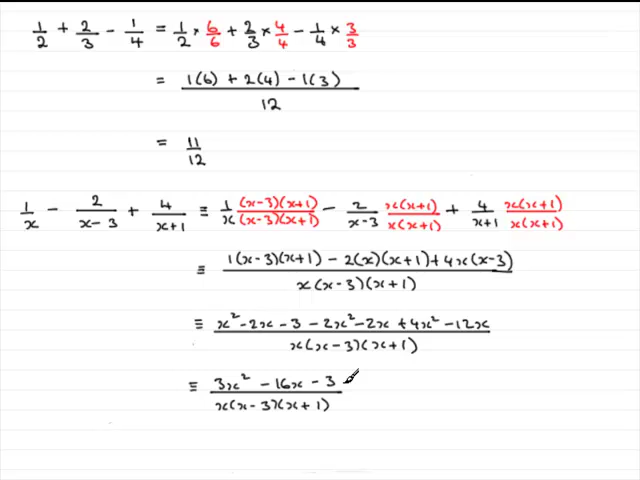 1/2 + 2/3 - 1/4 = 1/2 × 6/6 + 2/3 × 4/4 - 1/4 × 3/3
= (1(6) + 2(4) - 1(3))/12
= 11/12
1/x - 2/(x-3) + 4/(x+1) ≡ 1/x (x-3)(x+1)/(x-3)(x+1) - 2/(x-3) x(x+1)/x(x+1) + 4/(x+1) x(x+1)/x(x+1)
≡ (1(x-3)(x+1) - 2(x)(x+1) + 4x(x-3))/(x(x-3)(x+1))
≡ (x² - 2x - 3 - 2x² - 2x + 4x² - 12x)/(x(x-3)(x+1))
≡ (3x² - 16x - 3)/(x(x-3)(x+1))